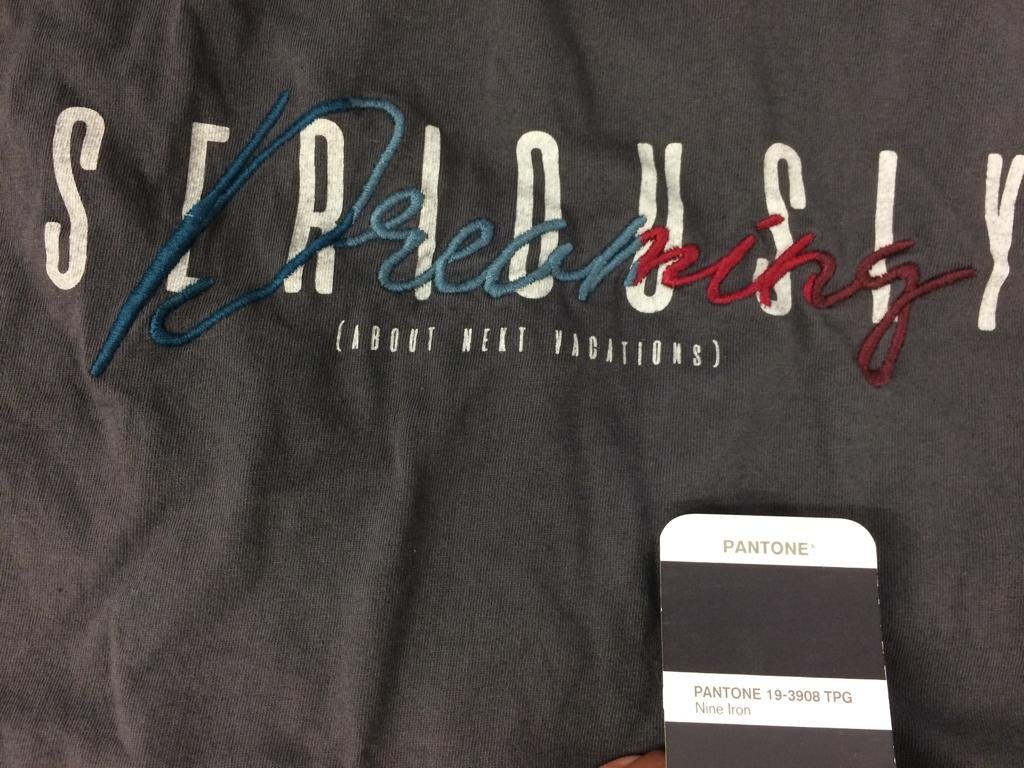 SERIOUSLY
Dreaming
(ABOUT NEXT VACATIONS)
PANTONE®
PANTONE 19-3908 TPG
Nine Iron